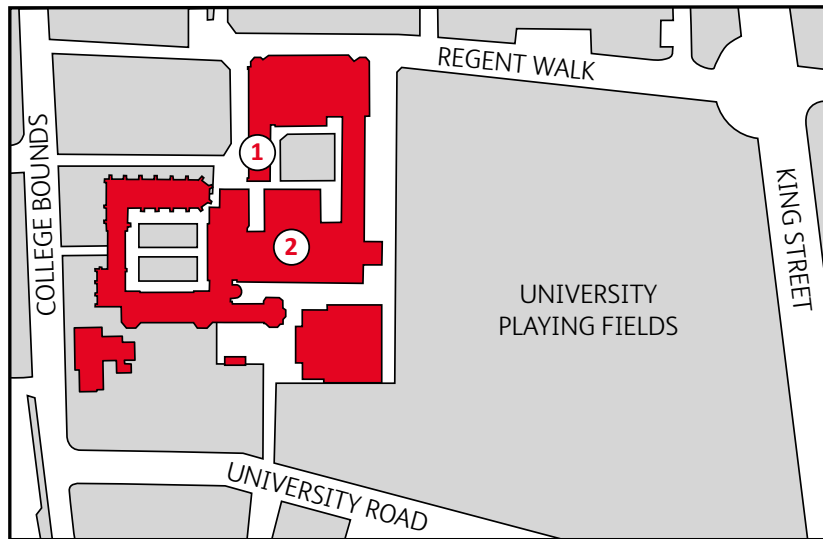 REGENT WALK
COLLEGE BOUNDS
1
KING STREET
2
UNIVERSITY
PLAYING FIELDS
UNIVERSITY ROAD